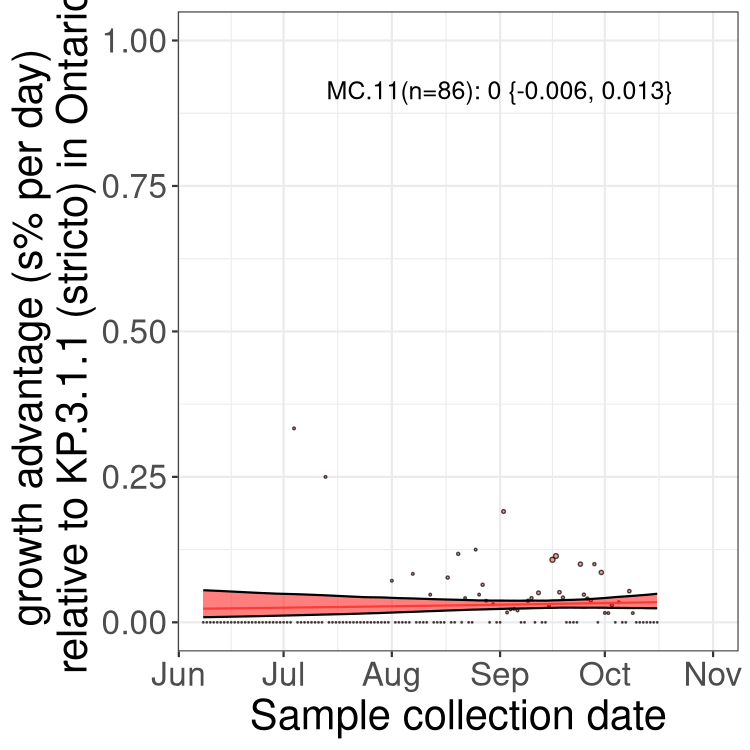 growth advantage (s% per day)
relative to KP.3.1.1 (stricto) in Ontario
1.00
0.75
0.50
0.25
0.00
MC.11(n=86): 0 {-0.006, 0.013}
Jun Jul Aug Sep Oct Nov
Sample collection date